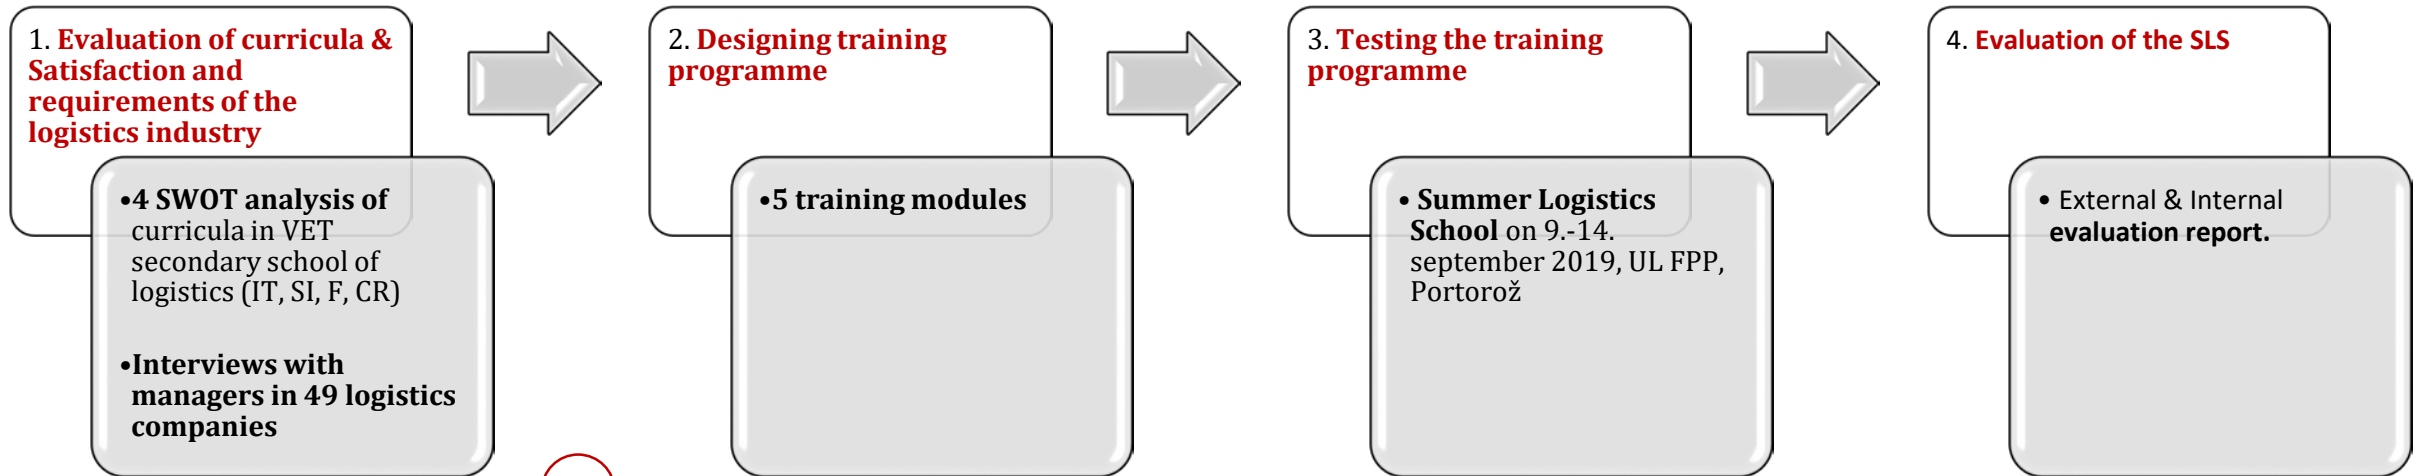 1. Evaluation of curricula &
Satisfaction and
requirements of the
logistics industry
•4 SWOT analysis of
curricula in VET
secondary school of
logistics (IT, SI, F, CR)
•Interviews with
managers in 49 logistics
companies
2. Designing training
programme
•5 training modules
3. Testing the training
programme
• Summer Logistics
School on 9.-14.
september 2019, UL FPP,
Portorož
4. Evaluation of the SLS
• External & Internal
evaluation report.